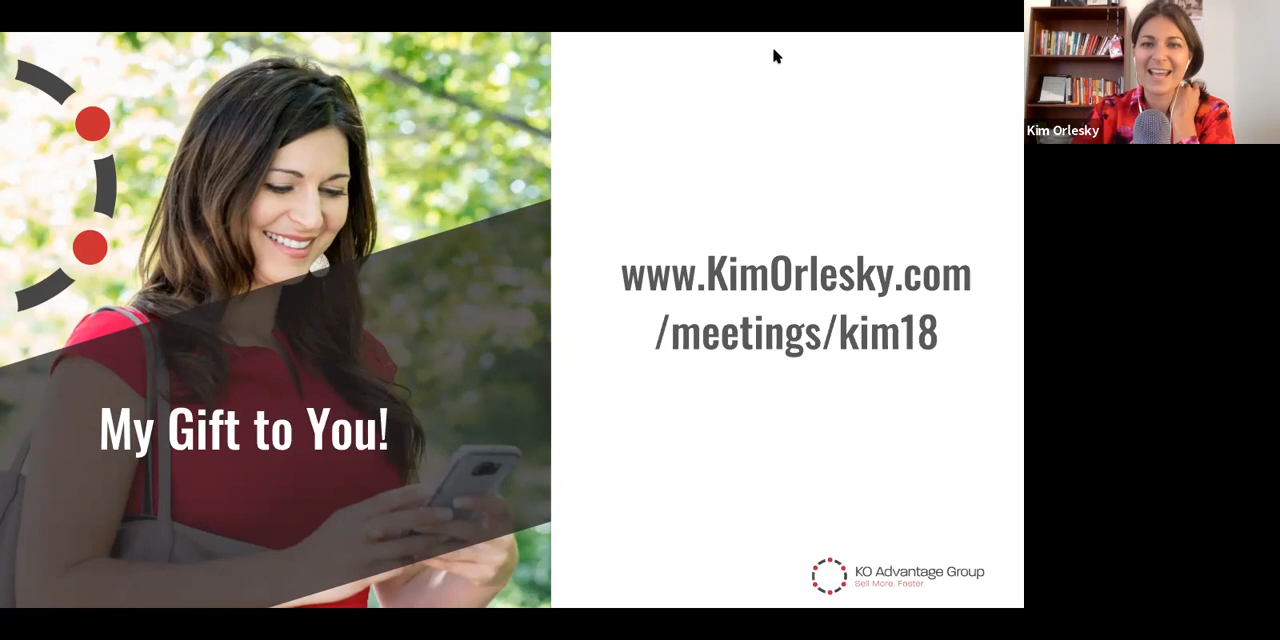 My Gift to You!
www.KimOrlesky.com
/meetings/kim18
KO Advantage Group
Sell More. Faster.
Kim Orlesky